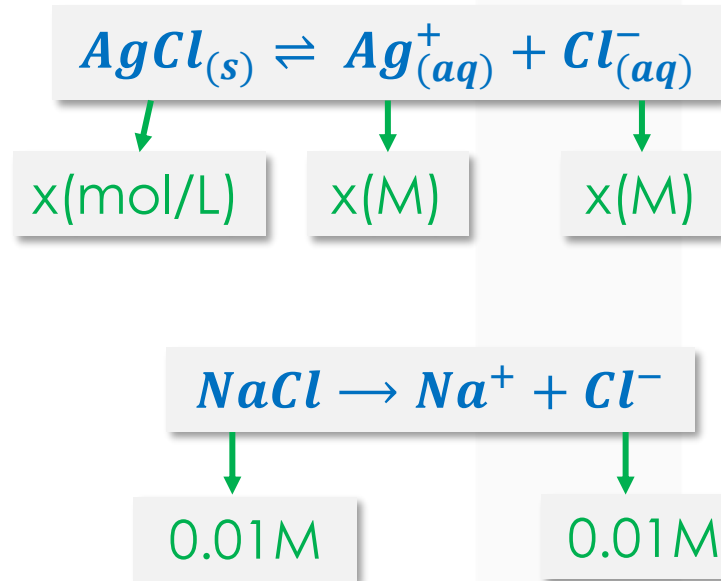 AgCl(s) ⇌ Ag⁺(aq) + Cl⁻(aq)
x(mol/L) x(M) x(M)
NaCl ⟶ Na⁺ + Cl⁻
0.01M 0.01M